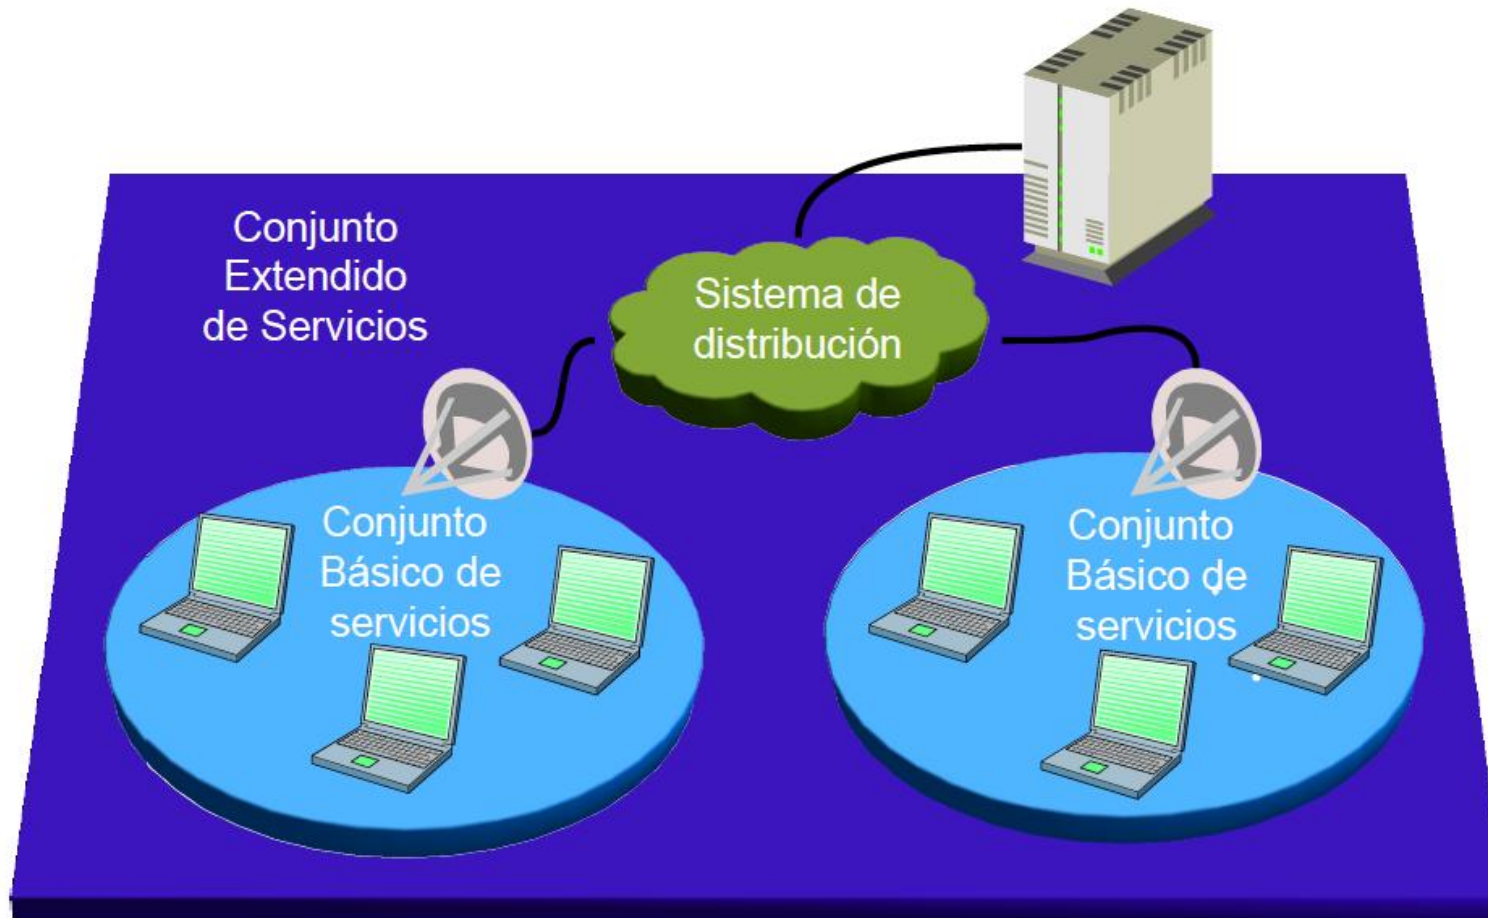 Conjunto
Extendido
de Servicios
Sistema de
distribución
Conjunto
Básico de
servicios
Conjunto
Básico de
servicios